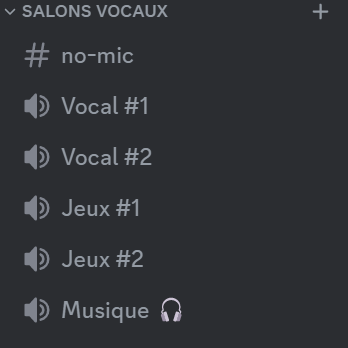 SALONS VOCAUX
no-mic
Vocal #1
Vocal #2
Jeux #1
Jeux #2
Musique 🎧